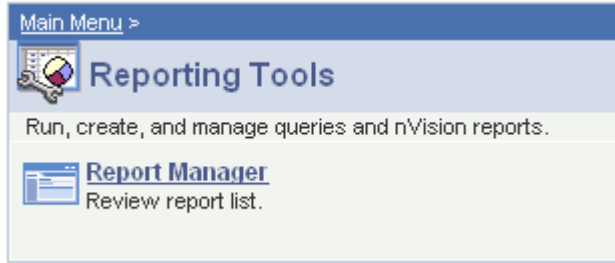 Main Menu >
Reporting Tools
Run, create, and manage queries and nVision reports.
Report Manager
Review report list.